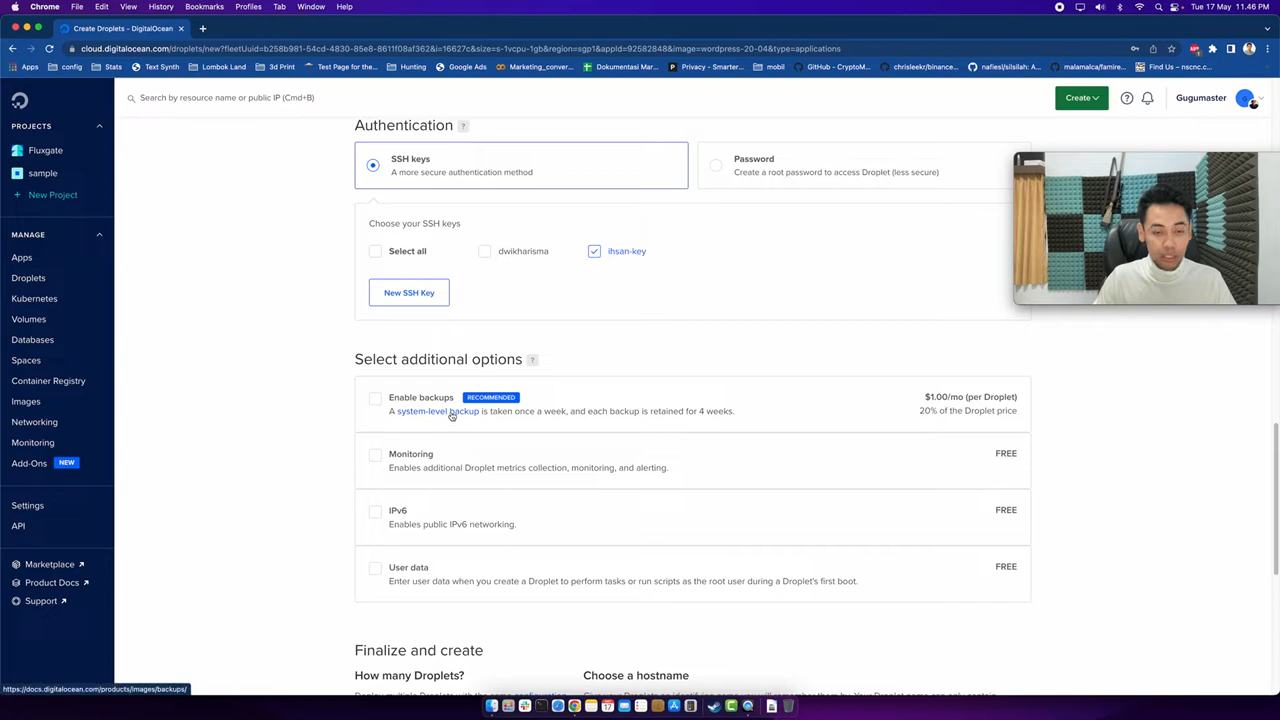 Chrome File Edit View History Bookmarks Profiles Tab Window Help
Tue 17 May 11.46 PM
Create Droplets - DigitalOcean
cloud.digitalocean.com/droplets/new?fleetUuid=b258b981-54cd-4830-85e8-8611f08af362&i=16627c&size=s-1vcpu-1gb&region=sgp1&appId=92582848&image=wordpress-20-04&type=applications
Apps config Stats Text Synth Lombok Land 3d Print Test Page for the... Hunting Google Ads Marketing_conver... Dokumentasi Mar... Privacy - Smarter... mobil GitHub - CryptoM... chrisleekr/binance... nafiesl/silsilah: A... malamalca/famire... Find Us – nscnc.c...
Search by resource name or public IP (Cmd+B)
Create
Gugumaster
PROJECTS
Fluxgate
sample
+ New Project
MANAGE
Apps
Droplets
Kubernetes
Volumes
Databases
Spaces
Container Registry
Images
Networking
Monitoring
Add-Ons NEW
Settings
API
Marketplace ↗
Product Docs ↗
Support ↗
Authentication ?
SSH keys
A more secure authentication method
Password
Create a root password to access Droplet (less secure)
Choose your SSH keys
Select all
dwikharisma
ihsan-key
New SSH Key
Select additional options ?
Enable backups RECOMMENDED
A system-level backup is taken once a week, and each backup is retained for 4 weeks.
$1.00/mo (per Droplet)
20% of the Droplet price
Monitoring
Enables additional Droplet metrics collection, monitoring, and alerting.
FREE
IPv6
Enables public IPv6 networking.
FREE
User data
Enter user data when you create a Droplet to perform tasks or run scripts as the root user during a Droplet's first boot.
FREE
Finalize and create
How many Droplets?
Choose a hostname
https://docs.digitalocean.com/products/images/backups/